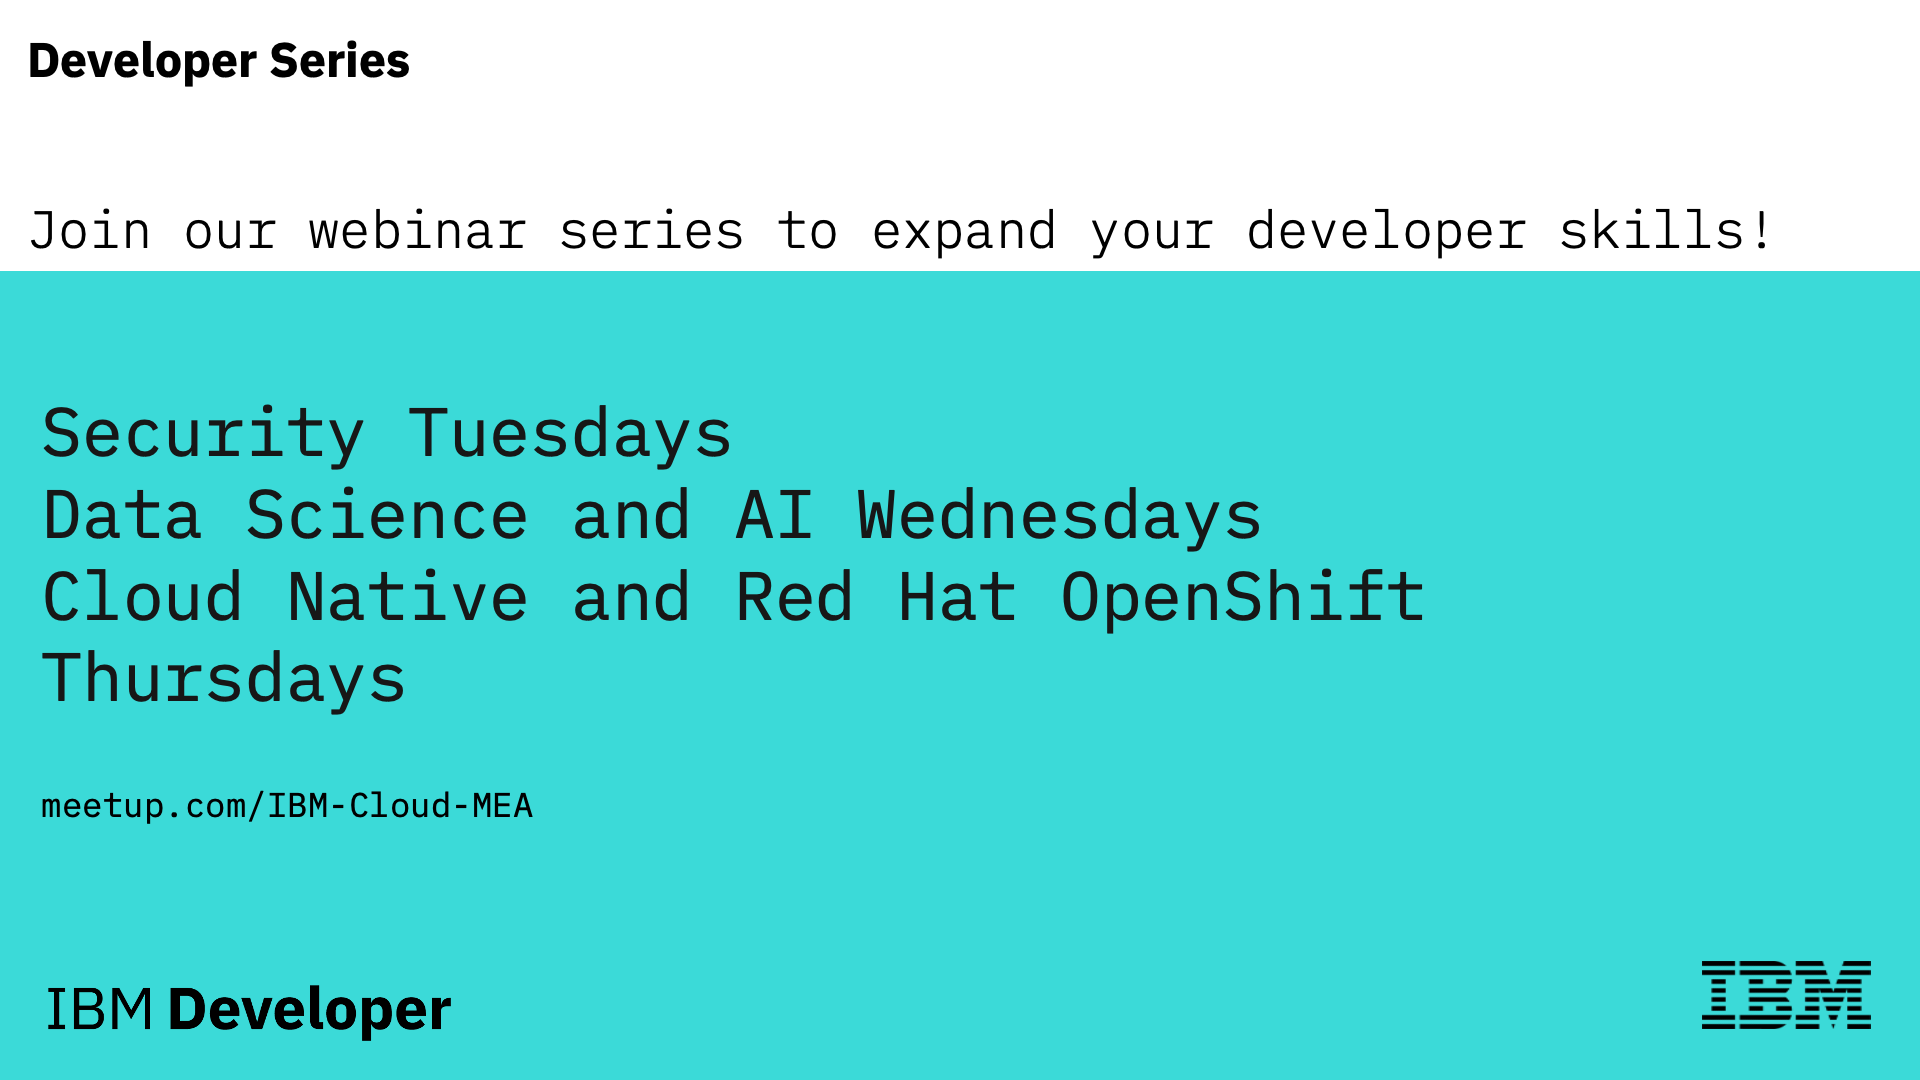 Developer Series
Join our webinar series to expand your developer skills!
Security Tuesdays
Data Science and AI Wednesdays
Cloud Native and Red Hat OpenShift
Thursdays
meetup.com/IBM-Cloud-MEA
IBM Developer
IBM